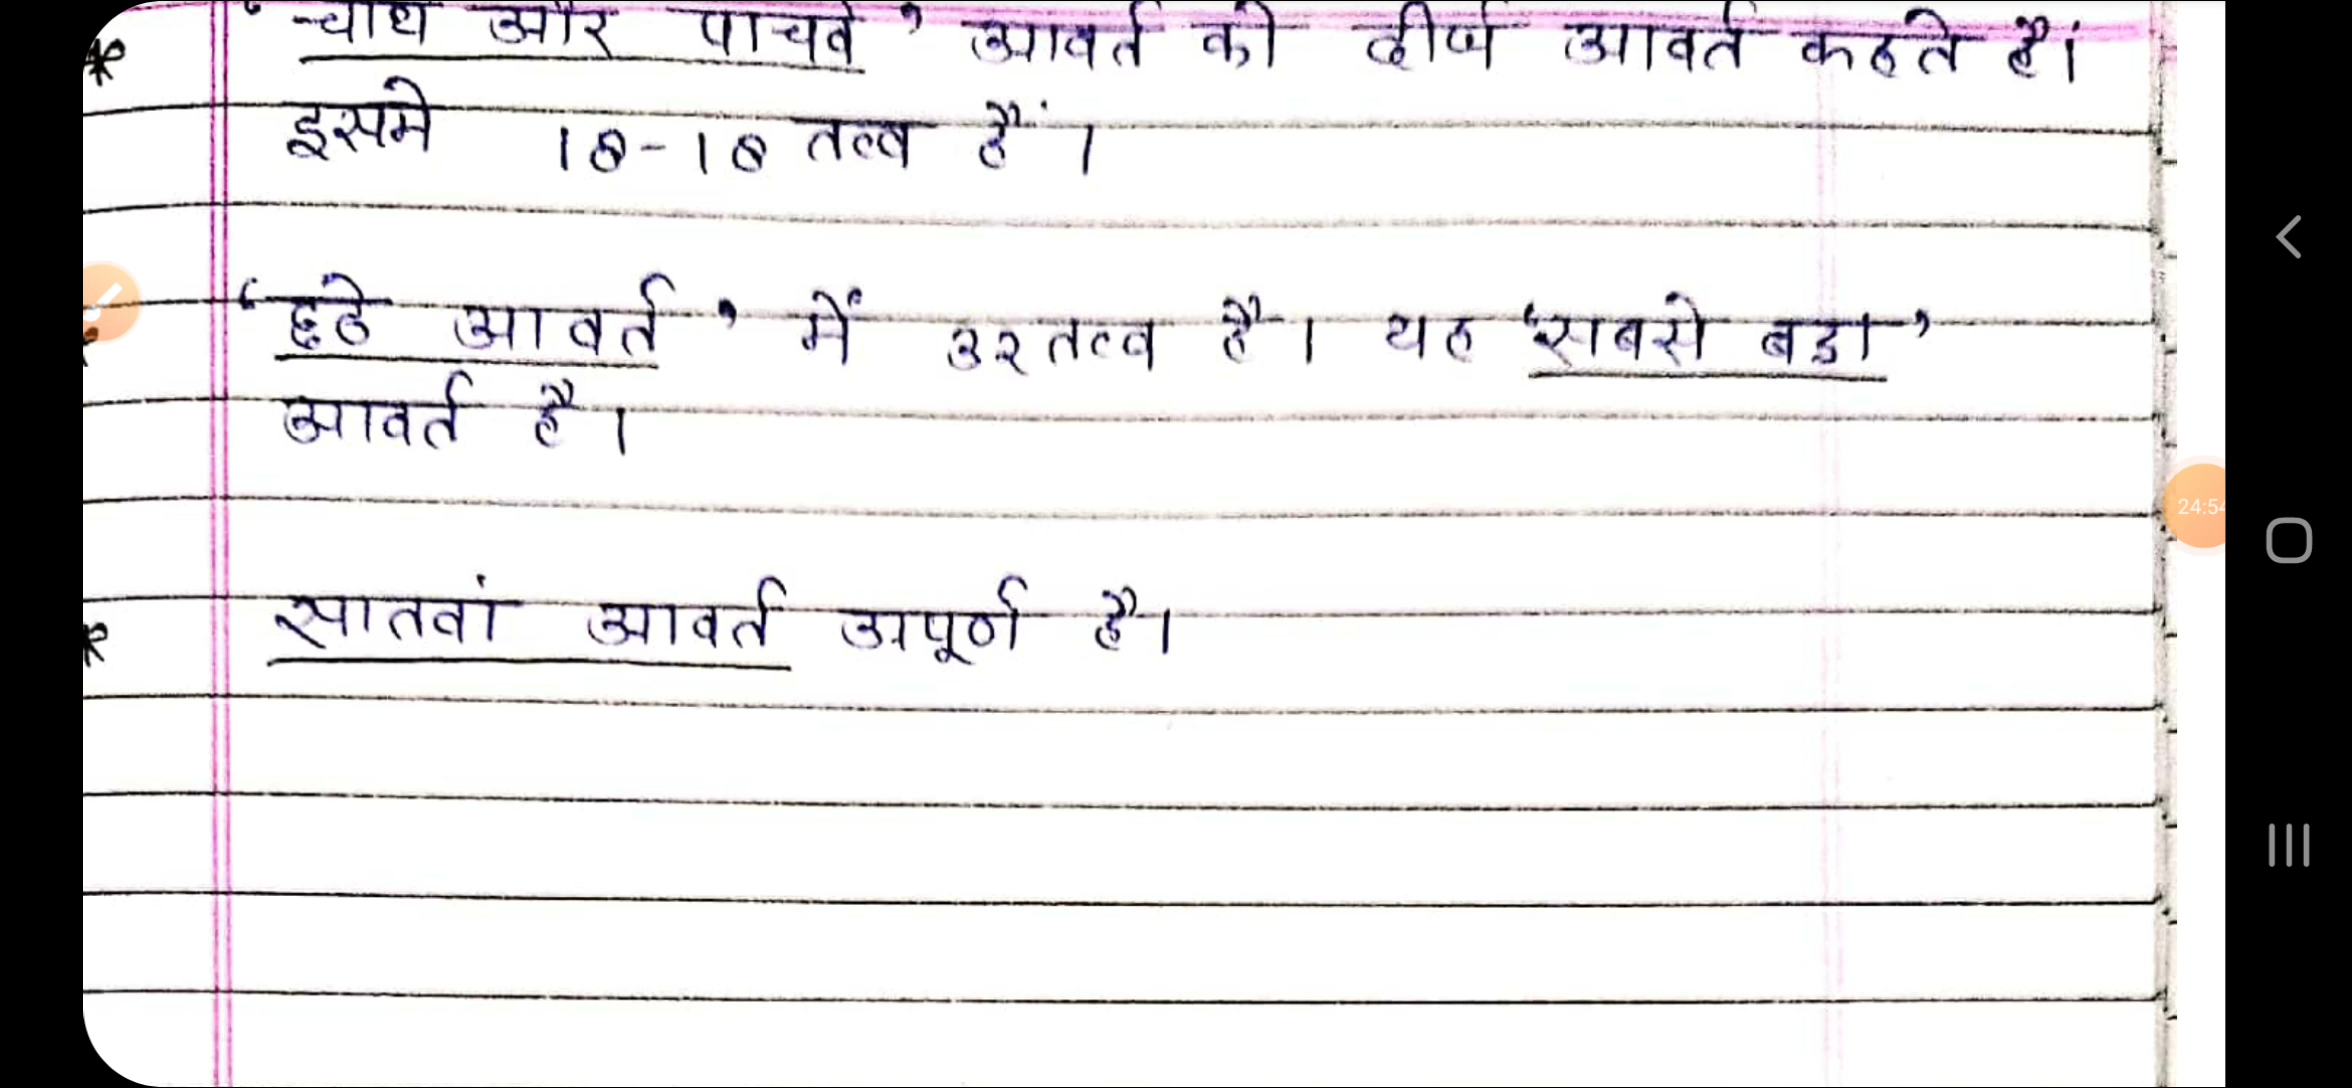 'चौथे और पाचवे' आवर्त को दीर्घ आवर्त कहते है।
इसमे 18-18 तत्व हैं।
'छठे आवर्त' में ३२ तत्व है। यह 'सबसे बड़ा'
आवर्त है।
24:54
सातवां आवर्त अपूर्ण है।